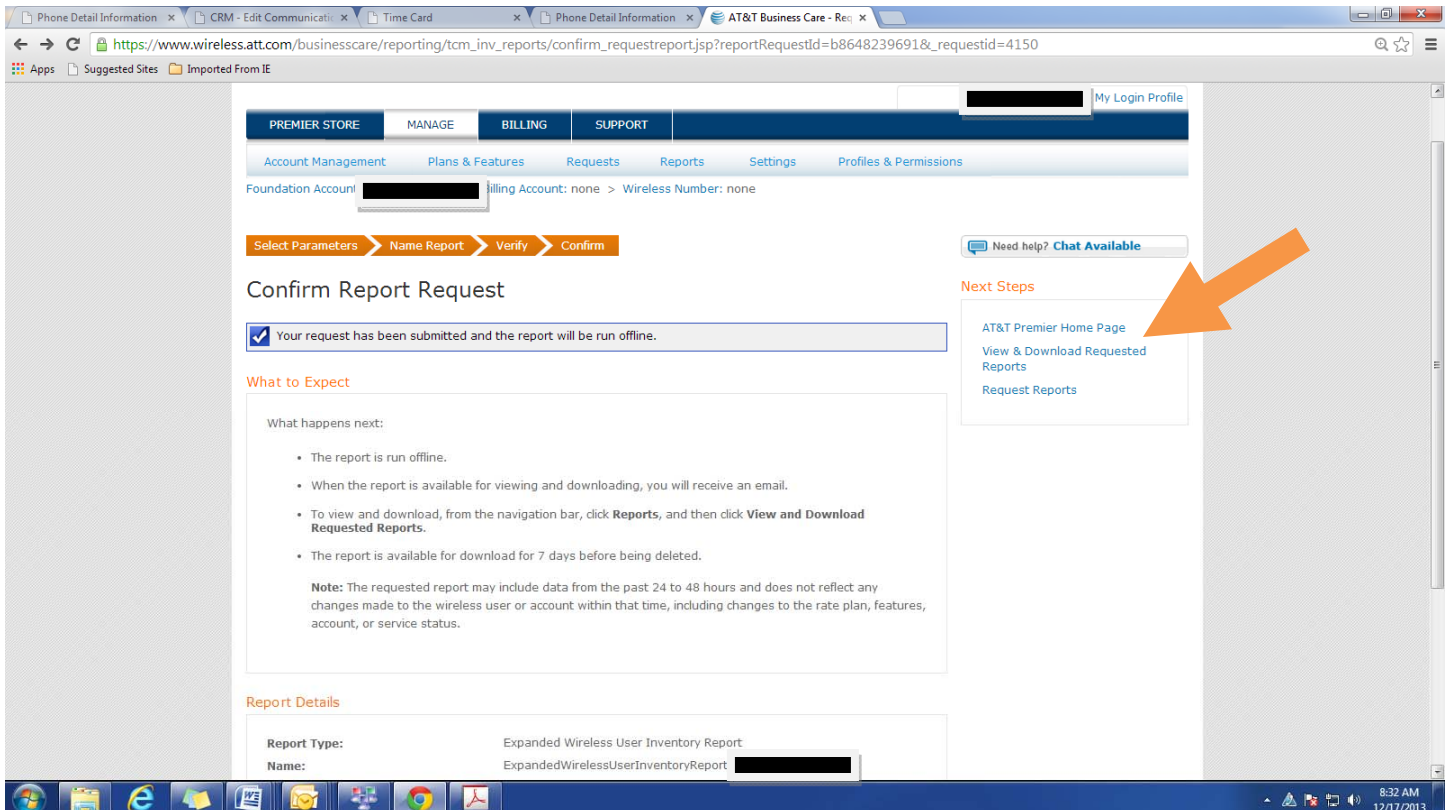 Phone Detail Information
CRM - Edit Communicatic
Time Card
Phone Detail Information
AT&T Business Care - Req
https://www.wireless.att.com/businesscare/reporting/tcm_inv_reports/confirm_requestreport.jsp?reportRequestId=b8648239691&_requestid=4150
Apps Suggested Sites Imported From IE
My Login Profile
PREMIER STORE MANAGE BILLING SUPPORT
Account Management Plans & Features Requests Reports Settings Profiles & Permissions
Foundation Account illing Account: none > Wireless Number: none
Select Parameters Name Report Verify Confirm
Need help? Chat Available
Confirm Report Request
Your request has been submitted and the report will be run offline.
Next Steps
AT&T Premier Home Page
View & Download Requested
Reports
Request Reports
What to Expect
What happens next:
• The report is run offline.
• When the report is available for viewing and downloading, you will receive an email.
• To view and download, from the navigation bar, click Reports, and then click View and Download
Requested Reports.
• The report is available for download for 7 days before being deleted.
Note: The requested report may include data from the past 24 to 48 hours and does not reflect any
changes made to the wireless user or account within that time, including changes to the rate plan, features,
account, or service status.
Report Details
Report Type: Expanded Wireless User Inventory Report
Name: ExpandedWirelessUserInventoryReport
8:32 AM
12/17/2013